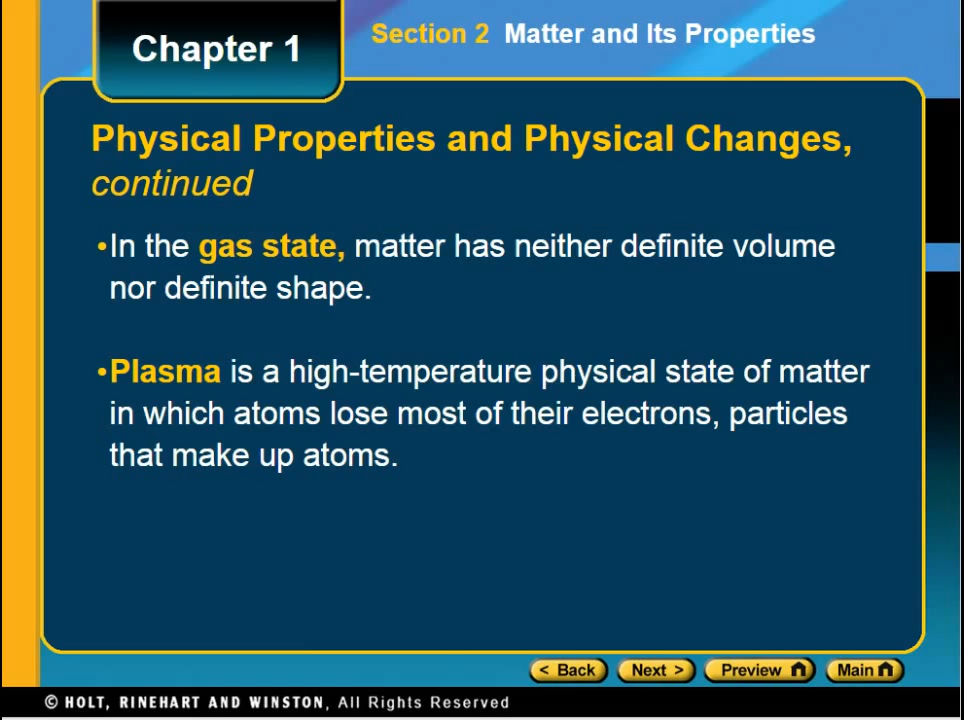 Chapter 1
Section 2 Matter and Its Properties
Physical Properties and Physical Changes,
continued
•In the gas state, matter has neither definite volume
nor definite shape.
•Plasma is a high-temperature physical state of matter
in which atoms lose most of their electrons, particles
that make up atoms.
< Back Next > Preview Main
© HOLT, RINEHART AND WINSTON, All Rights Reserved